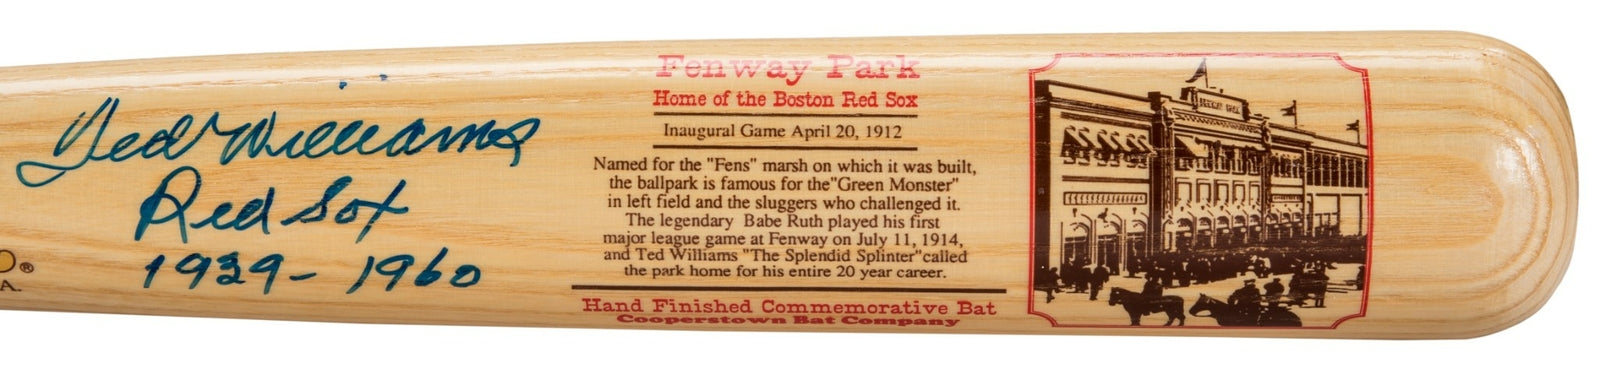 Ted Williams
Red Sox
1939-1960
®
A.
Fenway Park
Home of the Boston Red Sox
Inaugural Game April 20, 1912
Named for the "Fens" marsh on which it was built,
the ballpark is famous for the"Green Monster"
in left field and the sluggers who challenged it.
The legendary Babe Ruth played his first
major league game at Fenway on July 11, 1914,
and Ted Williams "The Splendid Splinter"called
the park home for his entire 20 year career.
Hand Finished Commemorative Bat
Cooperstown Bat Company